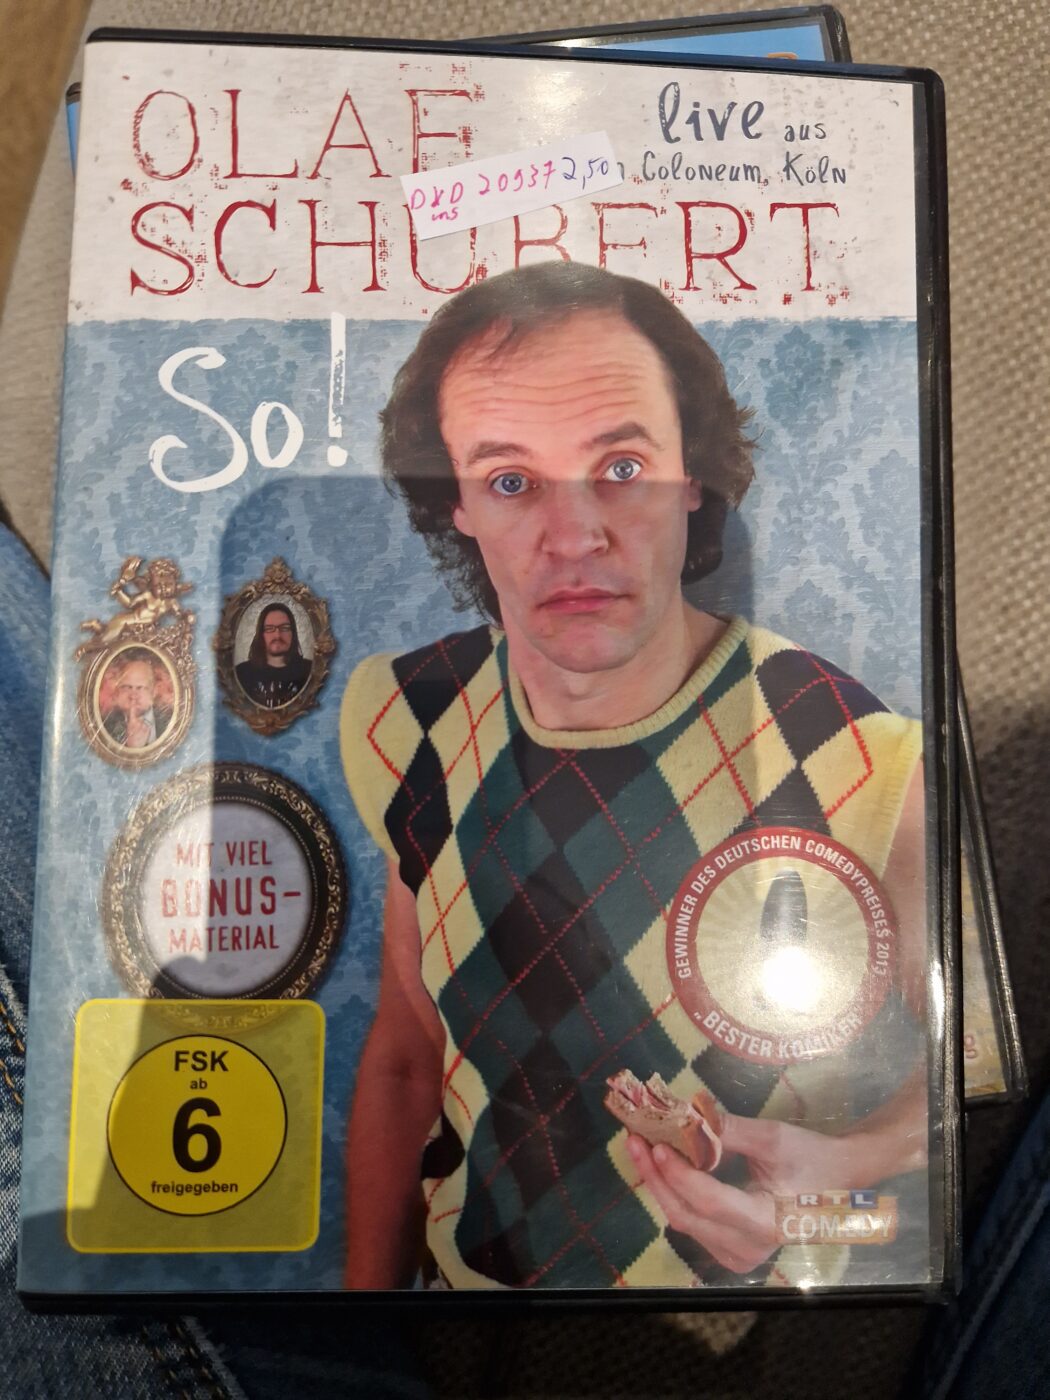 OLAF
SCHUBERT
live aus
Coloneum, Köln
DVD 20937 2,50
ms
So!
MIT VIEL
BONUS-
MATERIAL
GEWINNER DES DEUTSCHEN COMEDYPREISES 2013
„BESTER KOMIKER“
FSK
ab
6
freigegeben
RTL
COMEDY